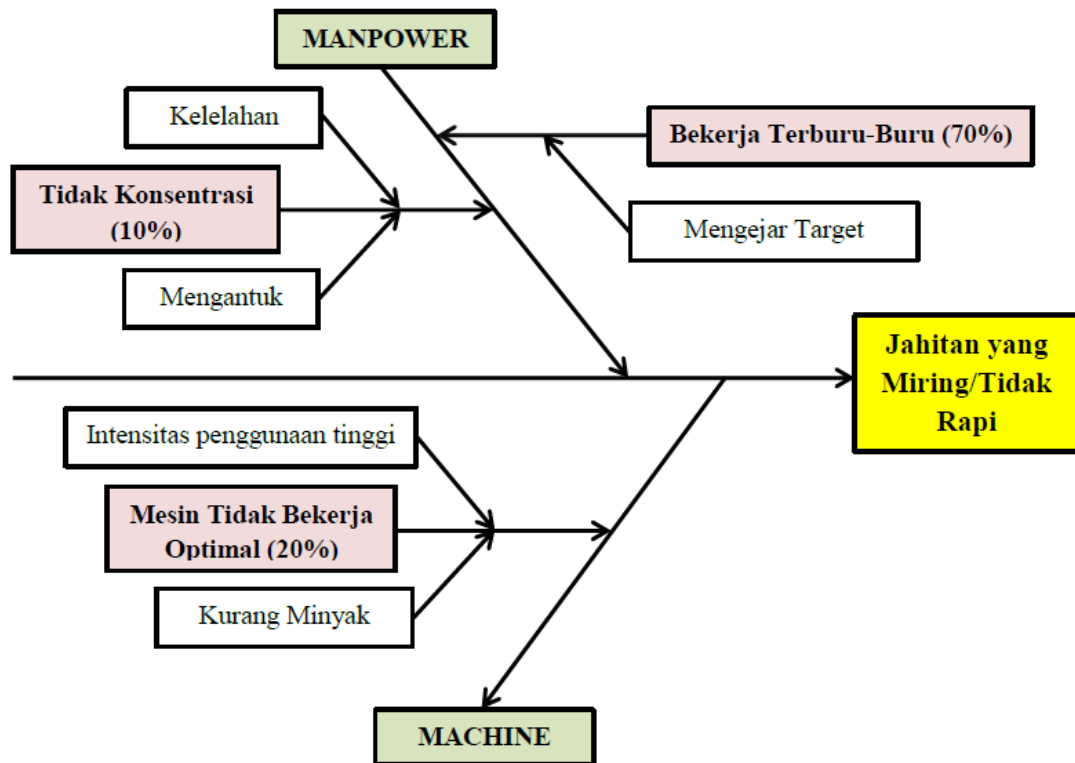 MANPOWER
Kelelahan
Bekerja Terburu-Buru (70%)
Tidak Konsentrasi
(10%)
Mengejar Target
Mengantuk
Jahitan yang
Miring/Tidak
Rapi
Intensitas penggunaan tinggi
Mesin Tidak Bekerja
Optimal (20%)
Kurang Minyak
MACHINE